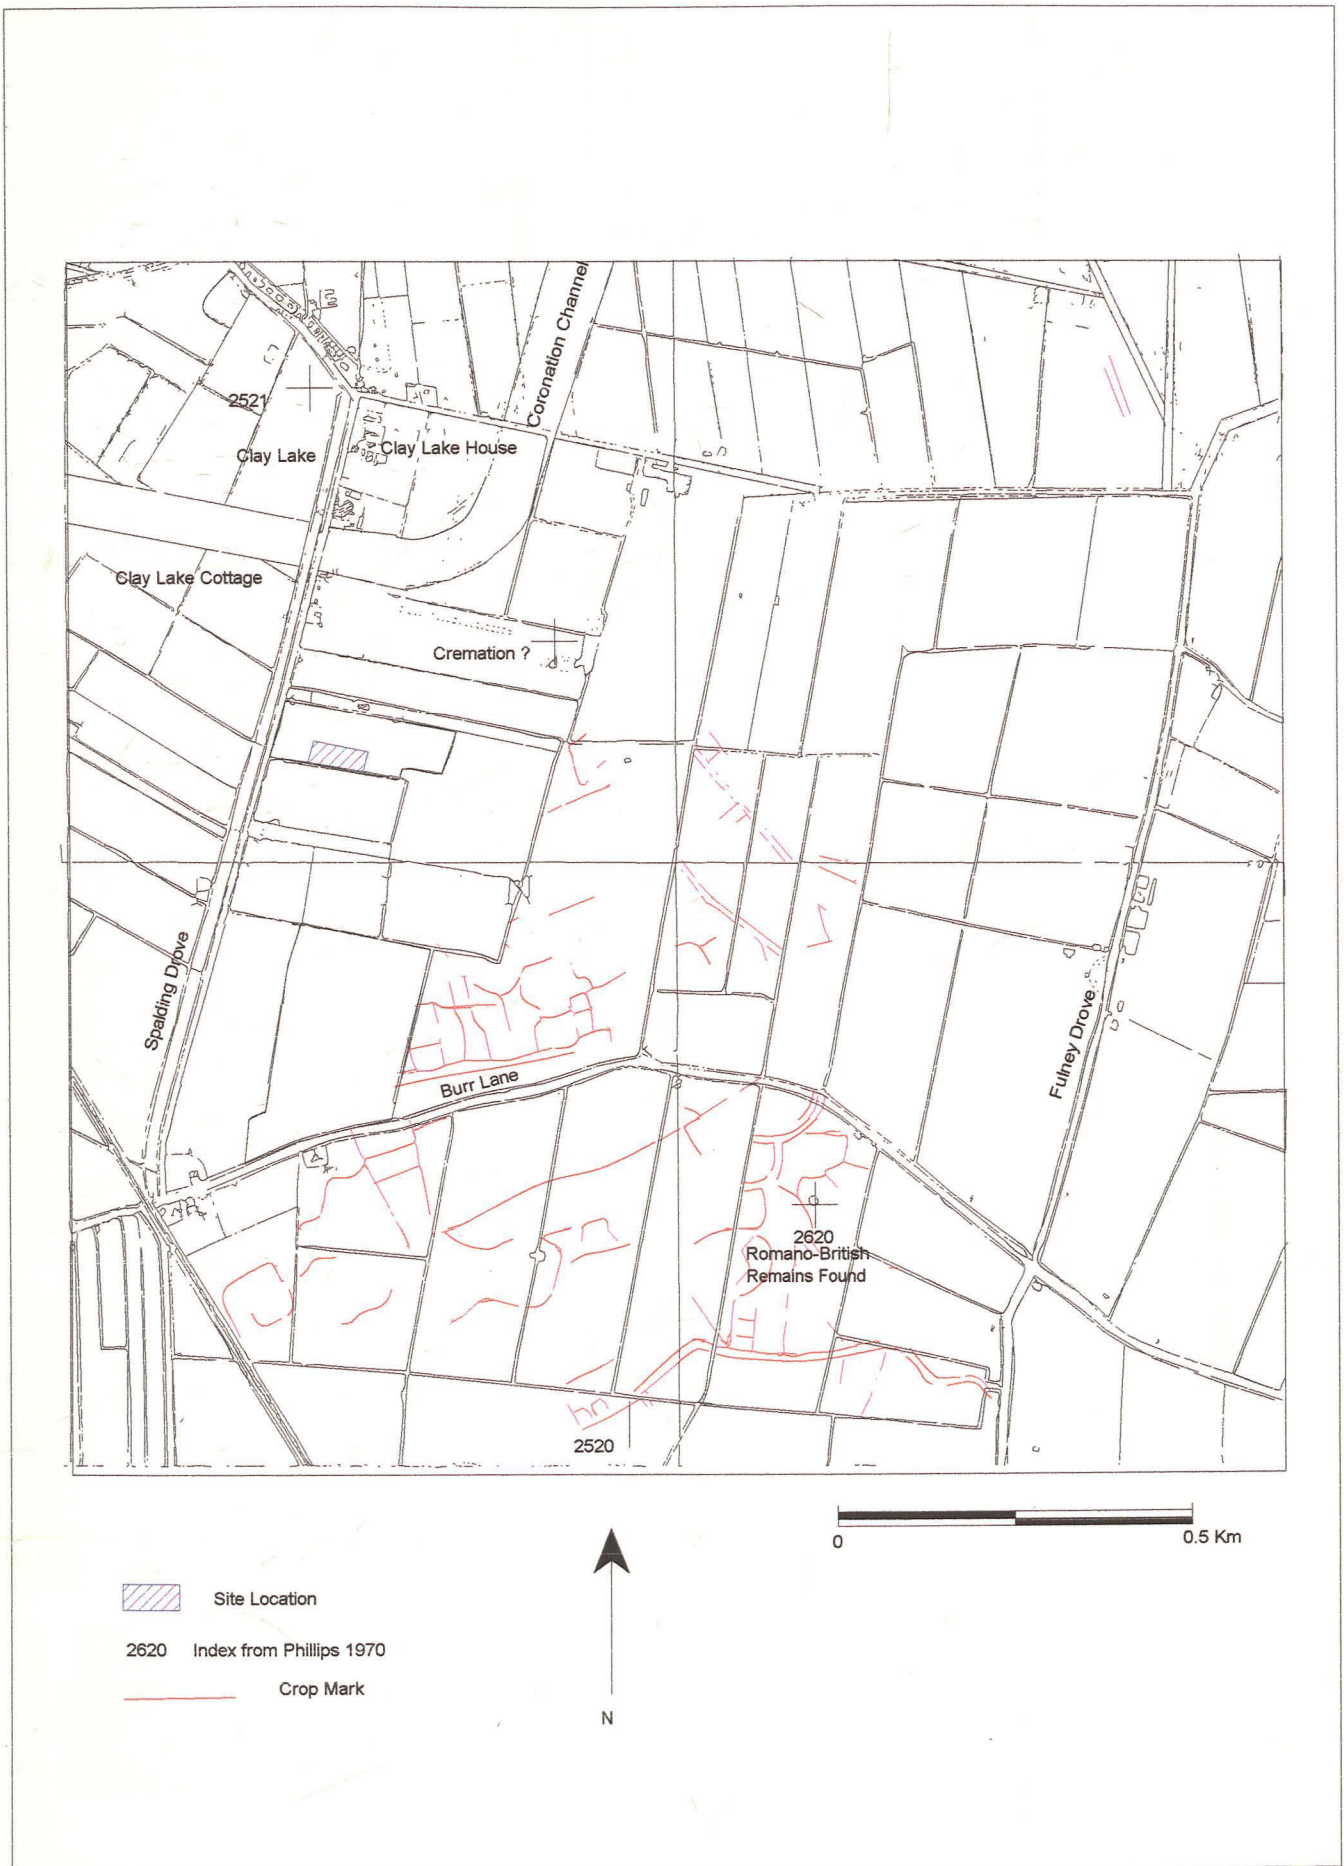 Coronation Channel
2521
Clay Lake
Clay Lake House
Clay Lake Cottage
Cremation ?
Spalding Drove
Burr Lane
Fulney Drove
2620
Romano-British
Remains Found
2520
0
0.5 Km
Site Location
2620 Index from Phillips 1970
Crop Mark
N